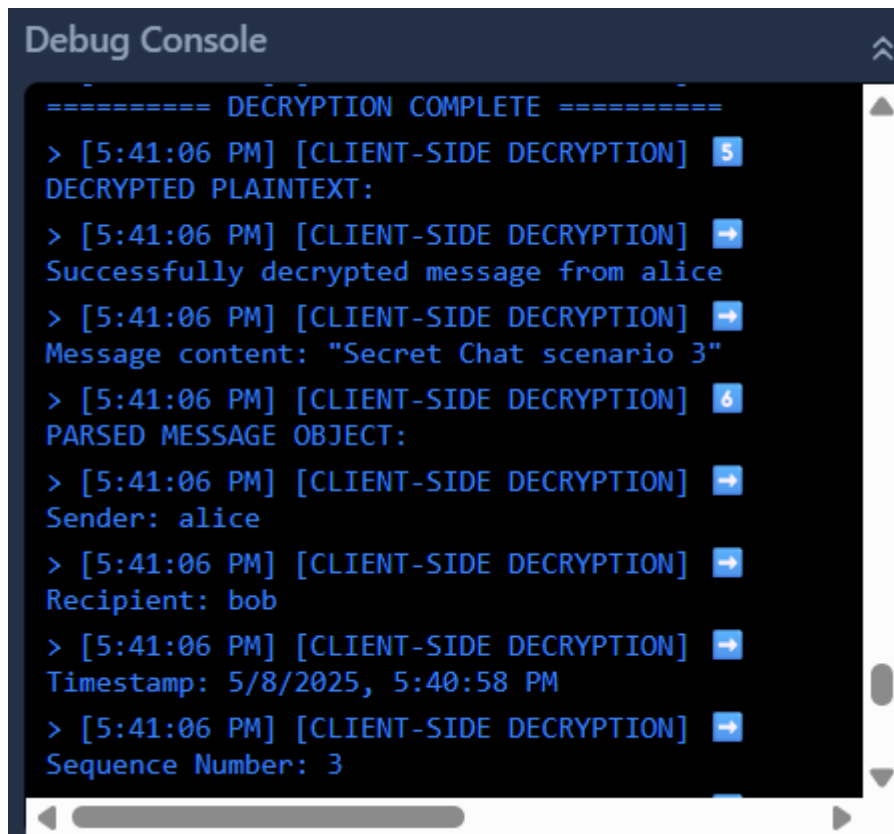 Debug Console
========== DECRYPTION COMPLETE ==========
> [5:41:06 PM] [CLIENT-SIDE DECRYPTION] 5️⃣
DECRYPTED PLAINTEXT:
> [5:41:06 PM] [CLIENT-SIDE DECRYPTION] ➡️
Successfully decrypted message from alice
> [5:41:06 PM] [CLIENT-SIDE DECRYPTION] ➡️
Message content: "Secret Chat scenario 3"
> [5:41:06 PM] [CLIENT-SIDE DECRYPTION] 6️⃣
PARSED MESSAGE OBJECT:
> [5:41:06 PM] [CLIENT-SIDE DECRYPTION] ➡️
Sender: alice
> [5:41:06 PM] [CLIENT-SIDE DECRYPTION] ➡️
Recipient: bob
> [5:41:06 PM] [CLIENT-SIDE DECRYPTION] ➡️
Timestamp: 5/8/2025, 5:40:58 PM
> [5:41:06 PM] [CLIENT-SIDE DECRYPTION] ➡️
Sequence Number: 3